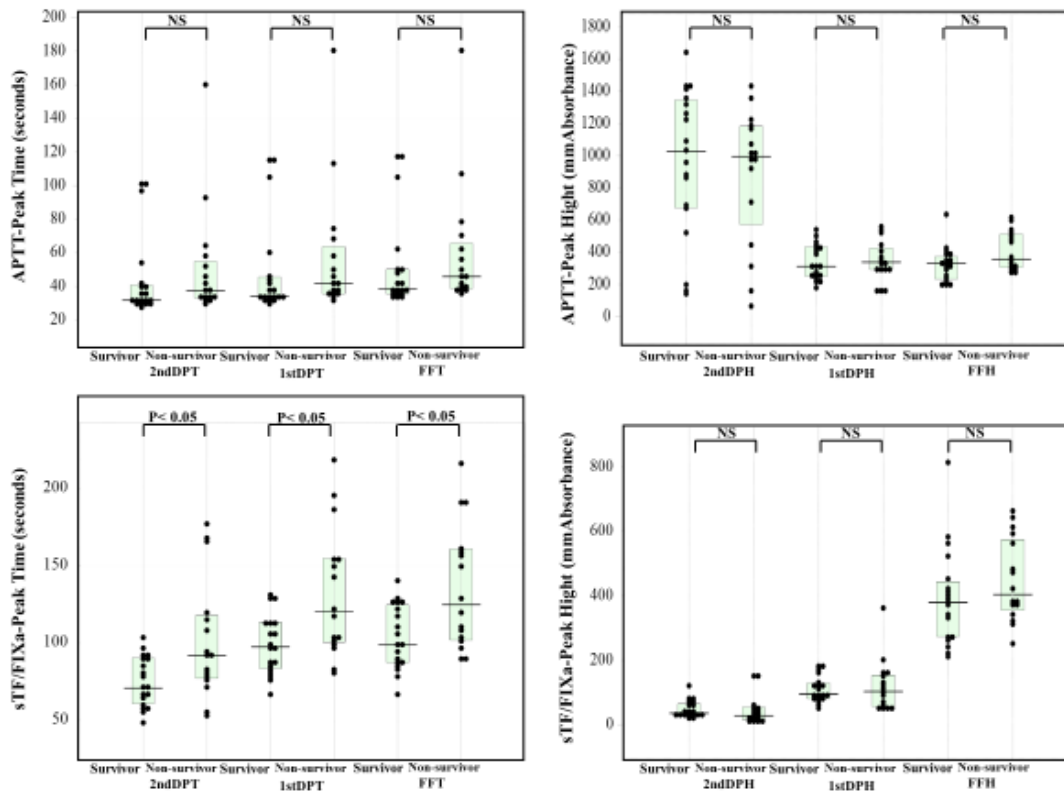 NS NS NS
APTT-Peak Time (seconds)
200
180
160
140
120
100
80
60
40
20
Survivor Non-survivor Survivor Non-survivor Survivor Non-survivor
2ndDPT 1stDPT FFT
NS NS NS
APTT-Peak Hight (mmAbsorbance)
1800
1600
1400
1200
1000
800
600
400
200
0
Survivor Non-survivor Survivor Non-survivor Survivor Non-survivor
2ndDPH 1stDPH FFH
P< 0.05 P< 0.05 P< 0.05
sTF/FIXa-Peak Time (seconds)
200
150
100
50
Survivor Non-survivor Survivor Non-survivor Survivor Non-survivor
2ndDPT 1stDPT FFT
NS NS NS
sTF/FIXa-Peak Hight (mmAbsorbance)
800
600
400
200
0
Survivor Non-survivor Survivor Non-survivor Survivor Non-survivor
2ndDPH 1stDPH FFH